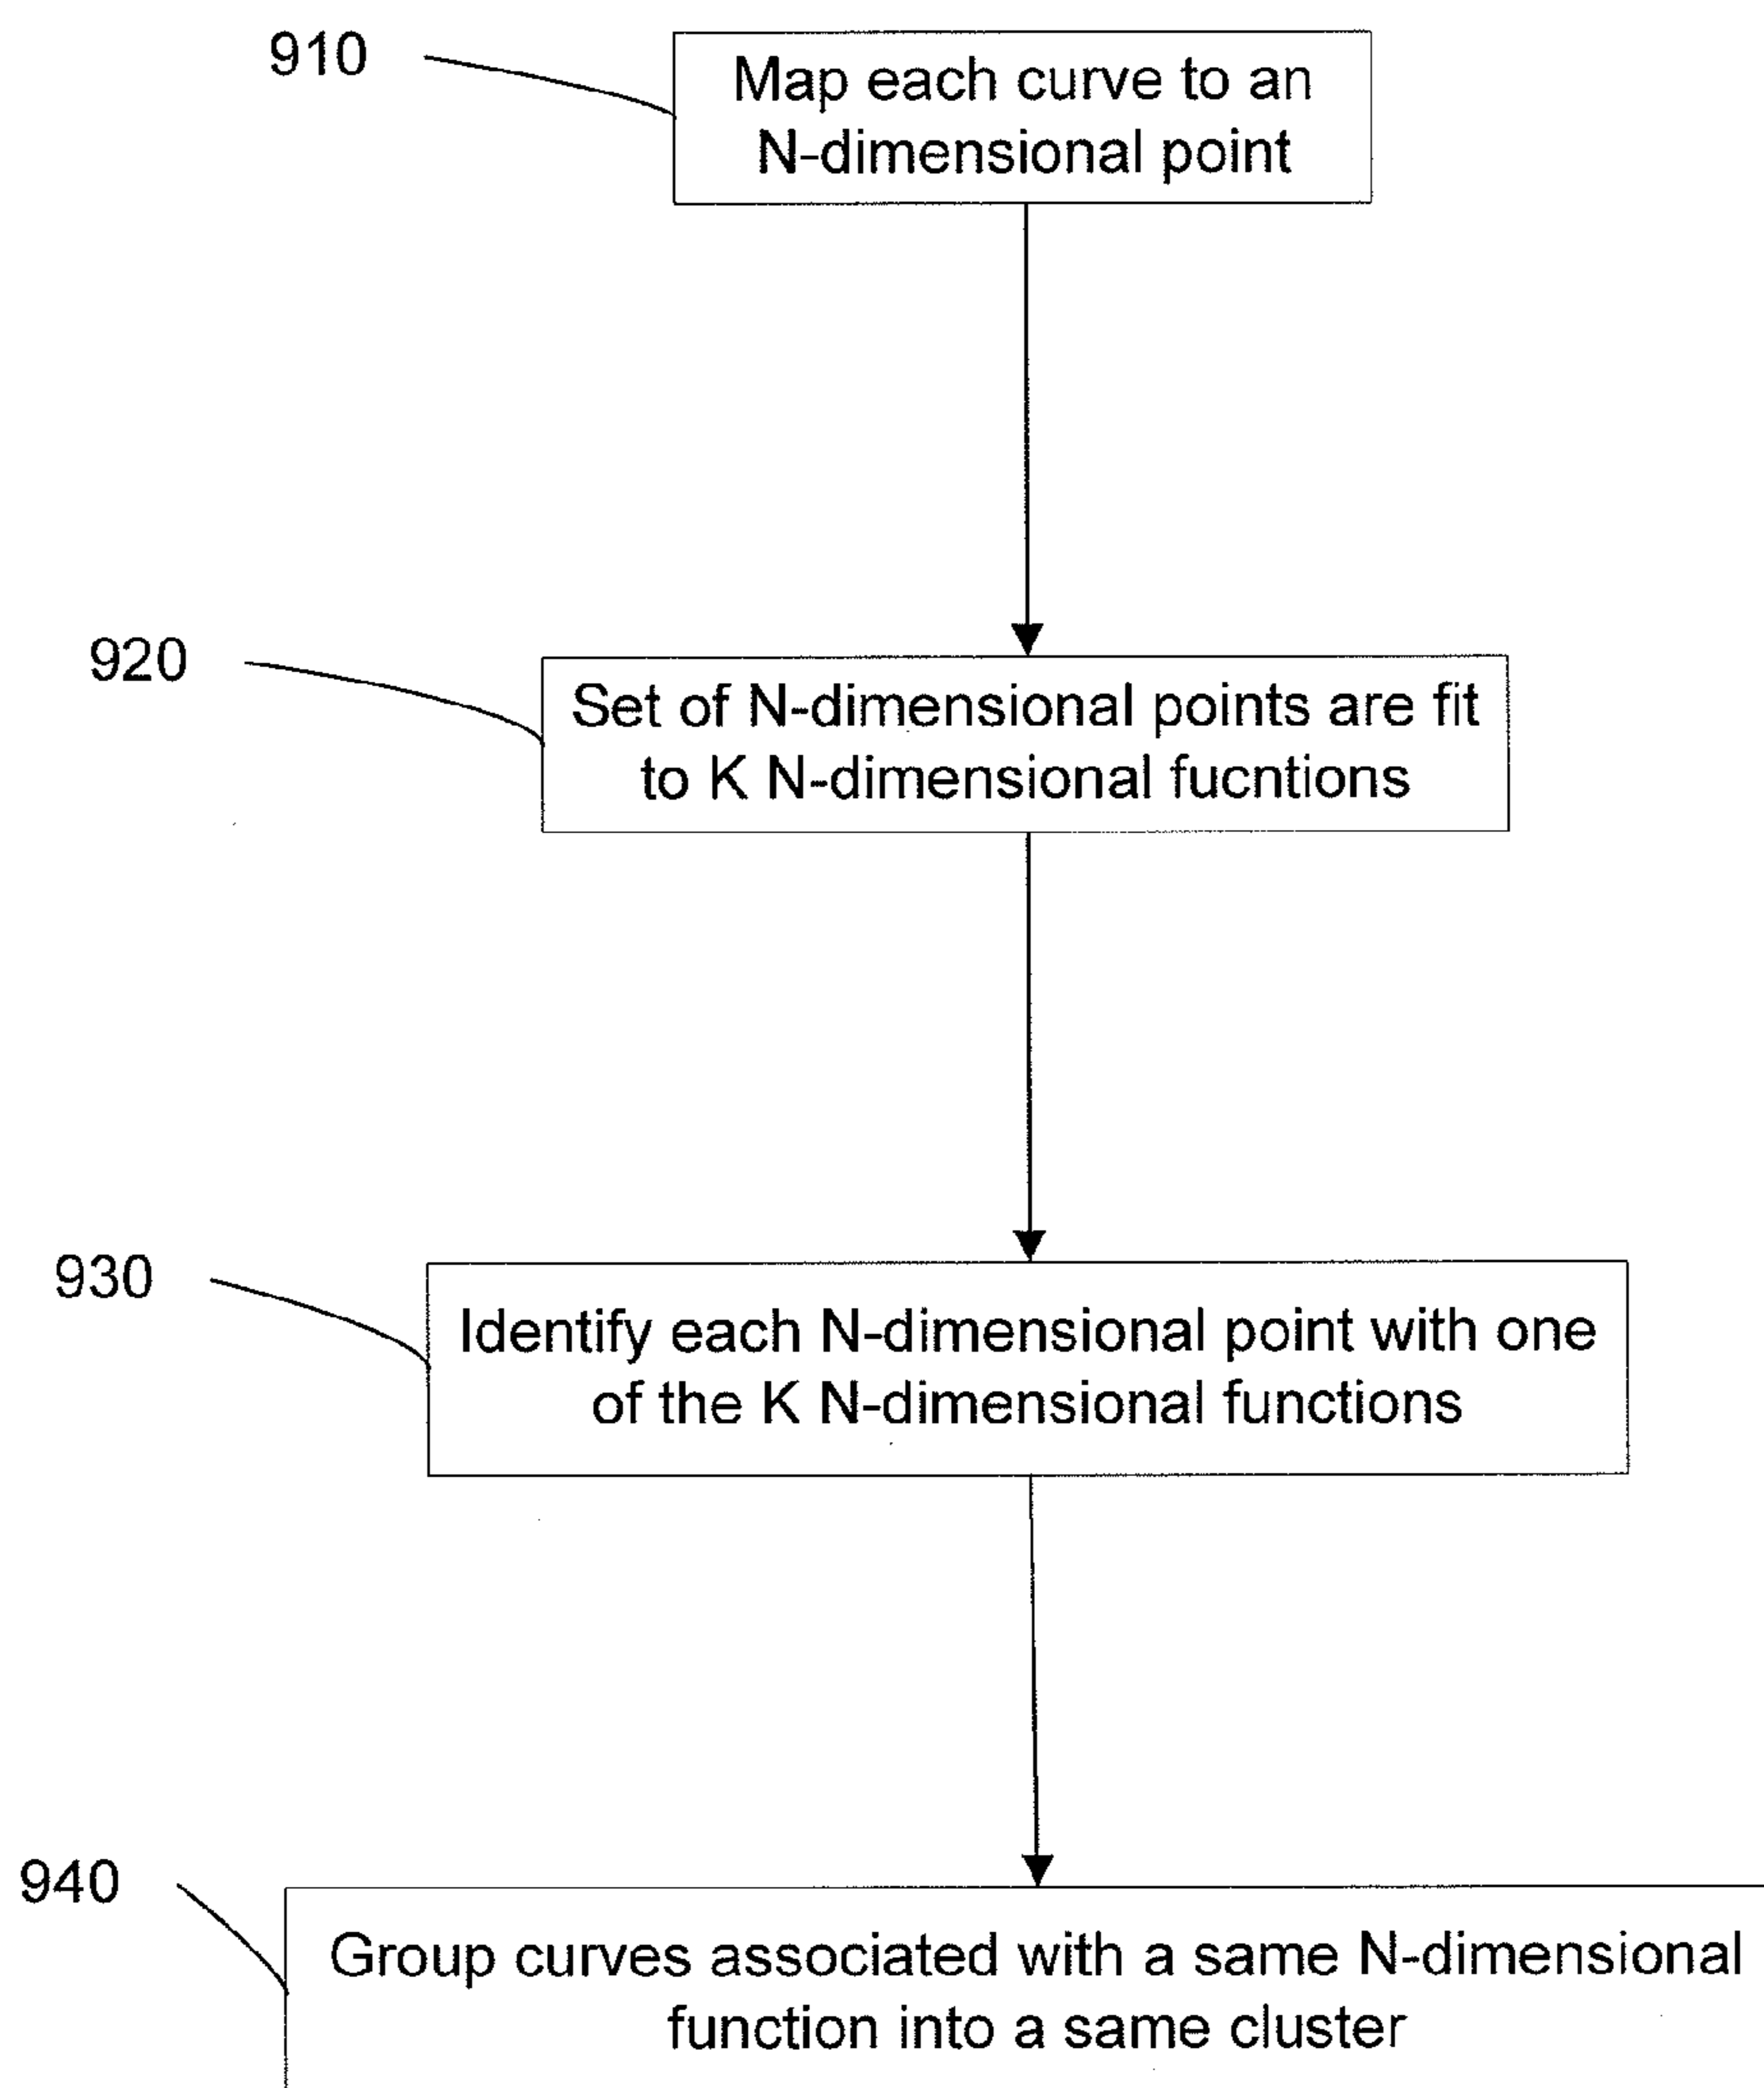 910
Map each curve to an
N-dimensional point
920
Set of N-dimensional points are fit
to K N-dimensional fucntions
930
Identify each N-dimensional point with one
of the K N-dimensional functions
940
Group curves associated with a same N-dimensional
function into a same cluster